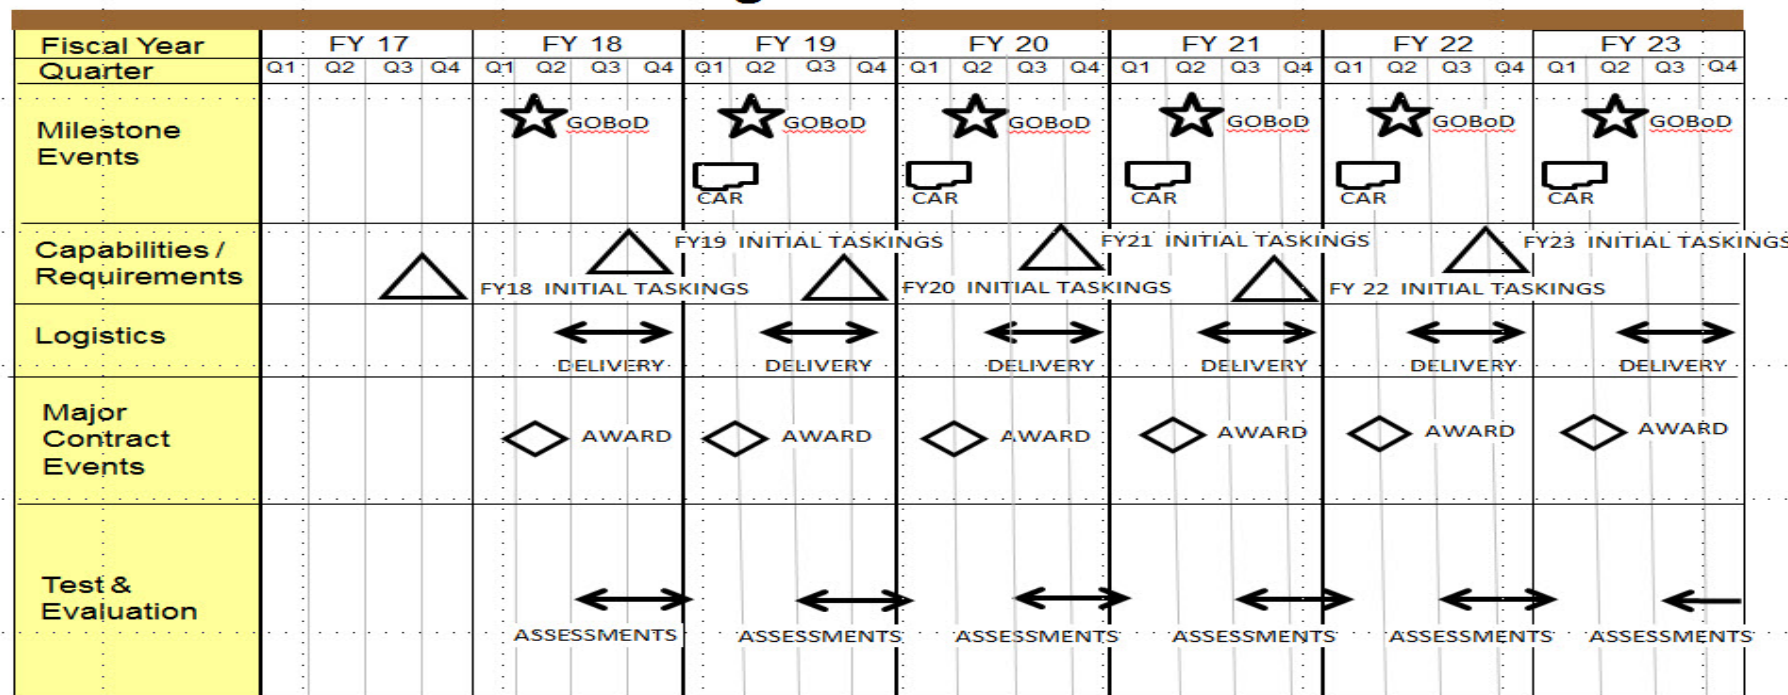 Fiscal Year FY 17 FY 18 FY 19 FY 20 FY 21 FY 22 FY 23
Quarter Q1 Q2 Q3 Q4 Q1 Q2 Q3 Q4 Q1 Q2 Q3 Q4 Q1 Q2 Q3 Q4 Q1 Q2 Q3 Q4 Q1 Q2 Q3 Q4 Q1 Q2 Q3 Q4
Milestone
Events
GOBoD GOBoD GOBoD GOBoD GOBoD GOBoD
CAR CAR CAR CAR CAR
Capabilities /
Requirements
FY19 INITIAL TASKINGS FY21 INITIAL TASKINGS FY23 INITIAL TASKINGS
FY18 INITIAL TASKINGS FY20 INITIAL TASKINGS FY 22 INITIAL TASKINGS
Logistics
DELIVERY DELIVERY DELIVERY DELIVERY DELIVERY DELIVERY
Major
Contract
Events
AWARD AWARD AWARD AWARD AWARD AWARD
Test &
Evaluation
ASSESSMENTS ASSESSMENTS ASSESSMENTS ASSESSMENTS ASSESSMENTS ASSESSMENTS